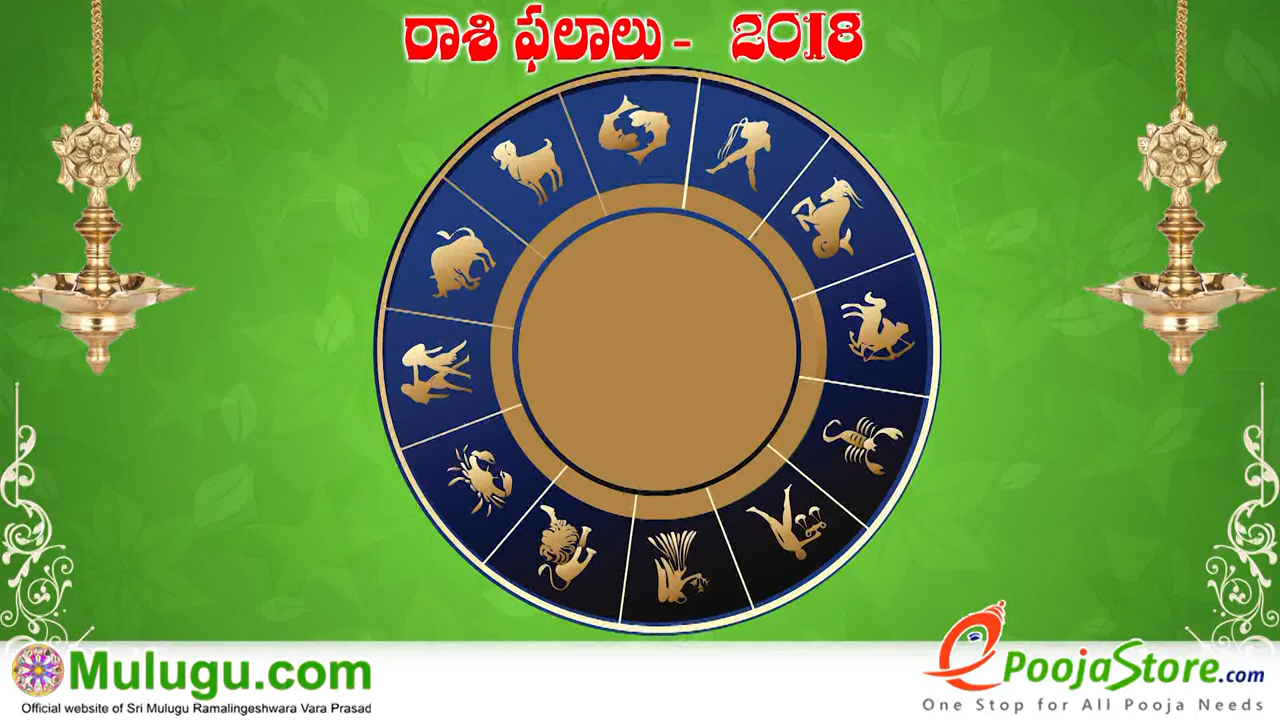 రాశి ఫలాలు - 2018
Mulugu.com
Official website of Sri Mulugu Ramalingeshwara Vara Prasad
ePoojaStore.com
One Stop for All Pooja Needs